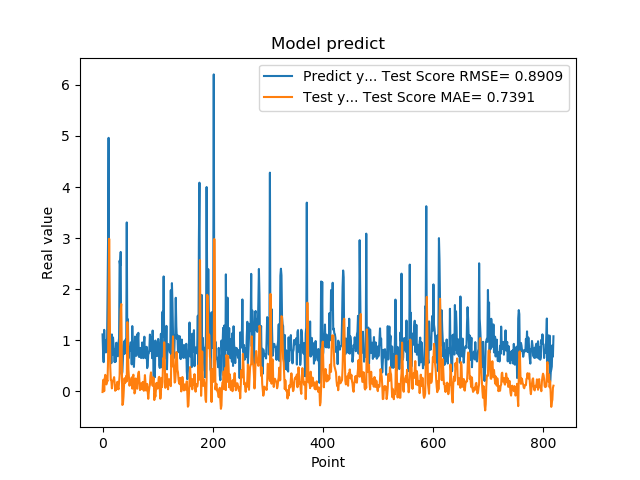 Model predict
Predict y... Test Score RMSE= 0.8909
Test y... Test Score MAE= 0.7391
6
5
4
3
2
1
0
Real value
0 200 400 600 800
Point